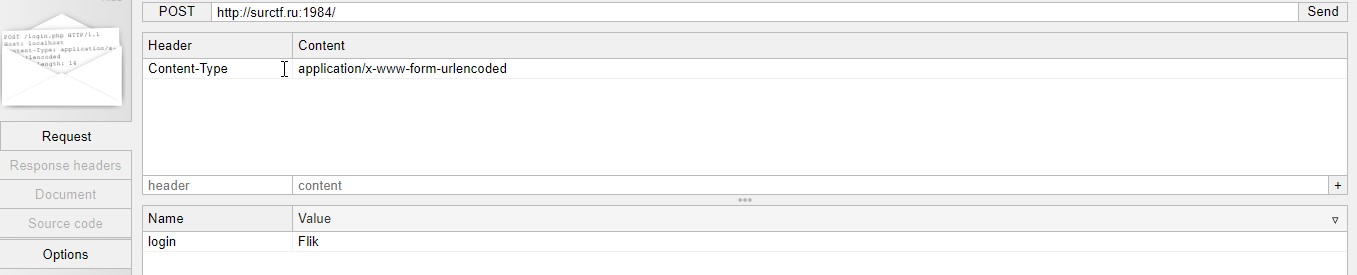 POST http://surctf.ru:1984/ Send
POST /login.php HTTP/1.1
Host: localhost
Content-Type: application/x-
urlencoded
length: 16
Header Content
Content-Type application/x-www-form-urlencoded
Request
Response headers
Document
Source code
Options
header content +
Name Value
login Flik